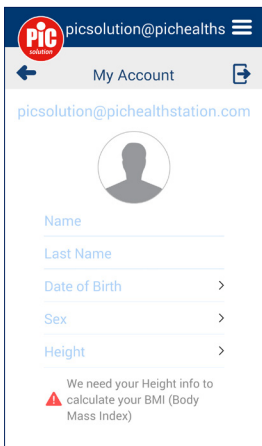 PiC
solution
picsolution@pichealths
My Account
picsolution@pichealthstation.com
Name
Last Name
Date of Birth
Sex
Height
We need your Height info to
calculate your BMI (Body
Mass Index)